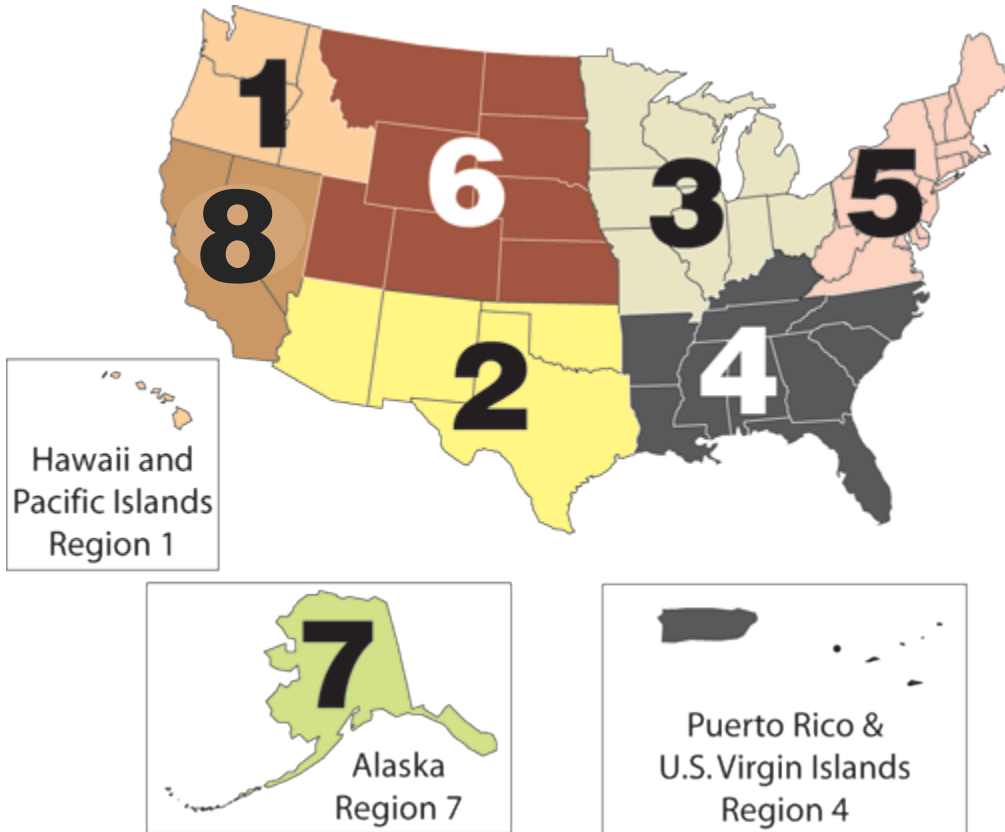 1
6
3
5
8
2
4
Hawaii and
Pacific Islands
Region 1
7
Alaska
Region 7
Puerto Rico &
U.S. Virgin Islands
Region 4